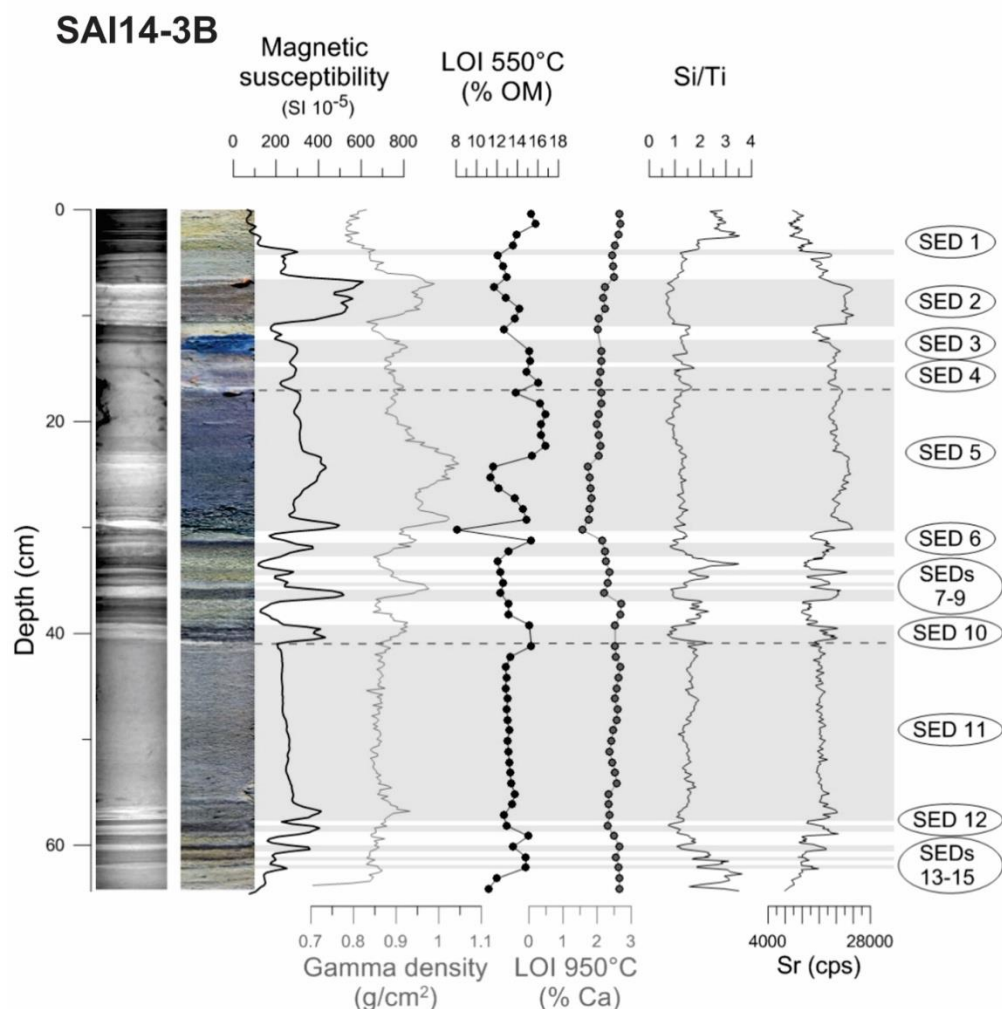 SAI14-3B
Magnetic
susceptibility
(SI 10-5)
0 200 400 600 800
LOI 550°C
(% OM)
8 10 12 14 16 18
Si/Ti
0 1 2 3 4
Depth (cm)
0
20
40
60
SED 1
SED 2
SED 3
SED 4
SED 5
SED 6
SEDs
7-9
SED 10
SED 11
SED 12
SEDs
13-15
0.7 0.8 0.9 1 1.1
Gamma density
(g/cm²)
0 1 2 3
LOI 950°C
(% Ca)
4000 28000
Sr (cps)